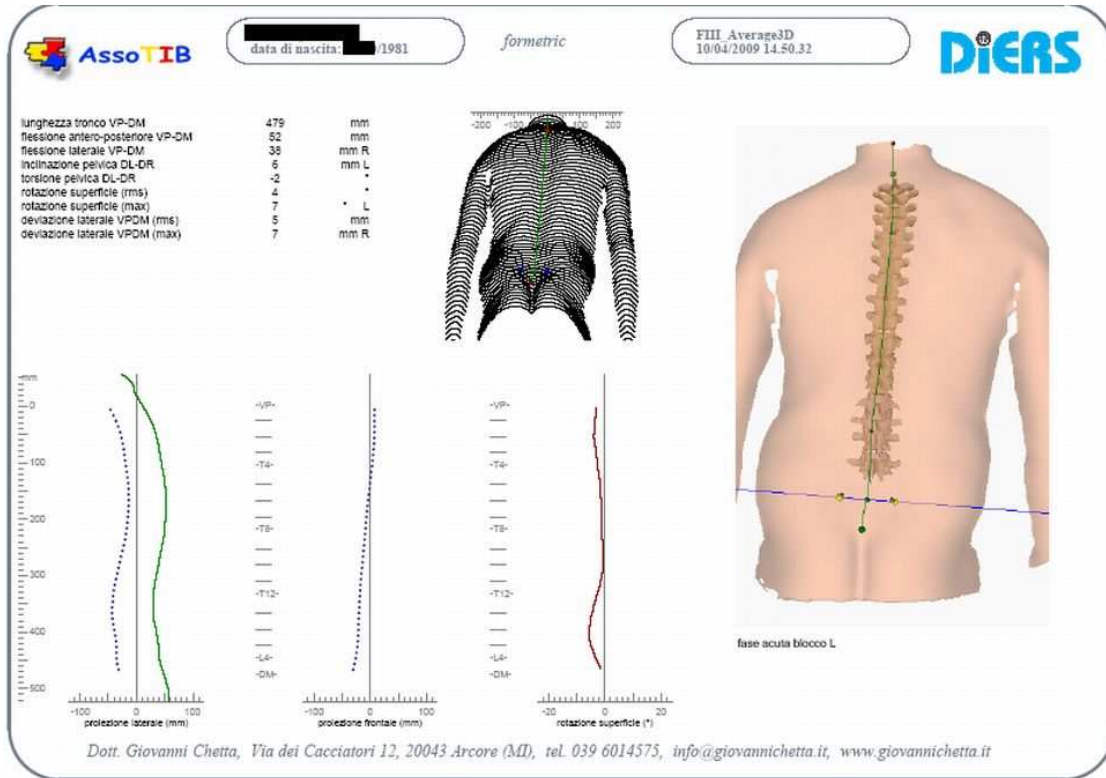 AssoTIB
data di nascita: /1981
formetric
FIII_Average3D
10/04/2009 14.50.32
DiERS
lunghezza tronco VP-DM 479 mm
flessione antero-posteriore VP-DM 52 mm
flessione laterale VP-DM 38 mm R
inclinazione pelvica DL-DR 6 mm L
torsione pelvica DL-DR -2 °
rotazione superficie (rms) 4 °
rotazione superficie (max) 7 ° L
deviazione laterale VPDM (rms) 5 mm
deviazione laterale VPDM (max) 7 mm R
-200 -100 0 100 200
-mm
0
100
200
300
400
500
-100 0 100
proiezione laterale (mm)
-VP-
-T4-
-T8-
-T12-
-L4-
-DM-
0 100
proiezione frontale (mm)
-VP-
-T4-
-T8-
-T12-
-L4-
-DM-
-20 0 20
rotazione superficie (°)
fase acuta blocco L
Dott. Giovanni Chetta, Via dei Cacciatori 12, 20043 Arcore (MI), tel. 039 6014575, info@giovannichetta.it, www.giovannichetta.it